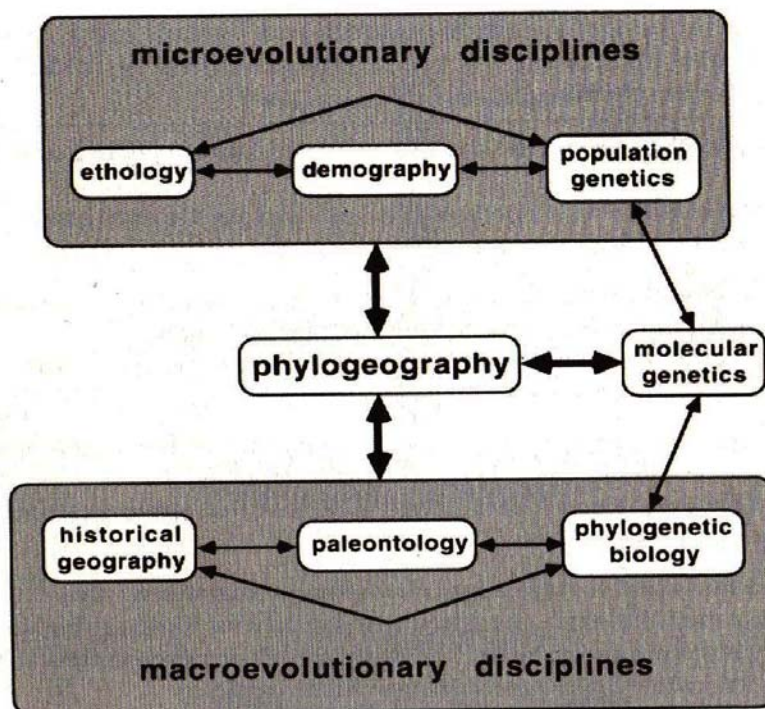 microevolutionary disciplines
ethology
demography
population
genetics
phylogeography
molecular
genetics
historical
geography
paleontology
phylogenetic
biology
macroevolutionary disciplines